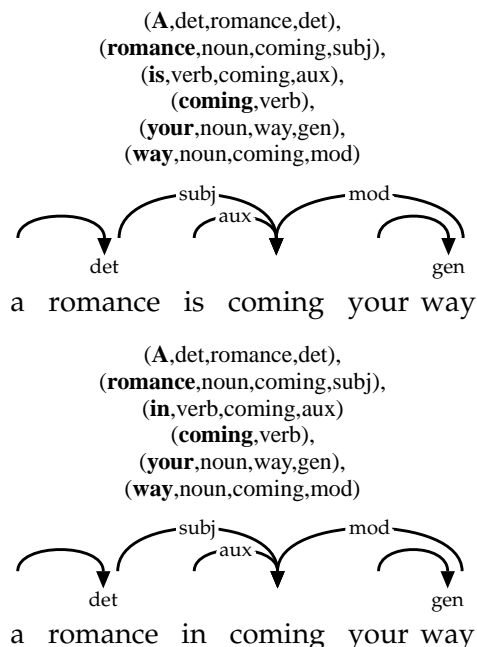 (A,det,romance,det),
(romance,noun,coming,subj),
(is,verb,coming,aux),
(coming,verb),
(your,noun,way,gen),
(way,noun,coming,mod)
subj mod
aux
det gen
a romance is coming your way
(A,det,romance,det),
(romance,noun,coming,subj),
(in,verb,coming,aux)
(coming,verb),
(your,noun,way,gen),
(way,noun,coming,mod)
subj mod
aux
det gen
a romance in coming your way